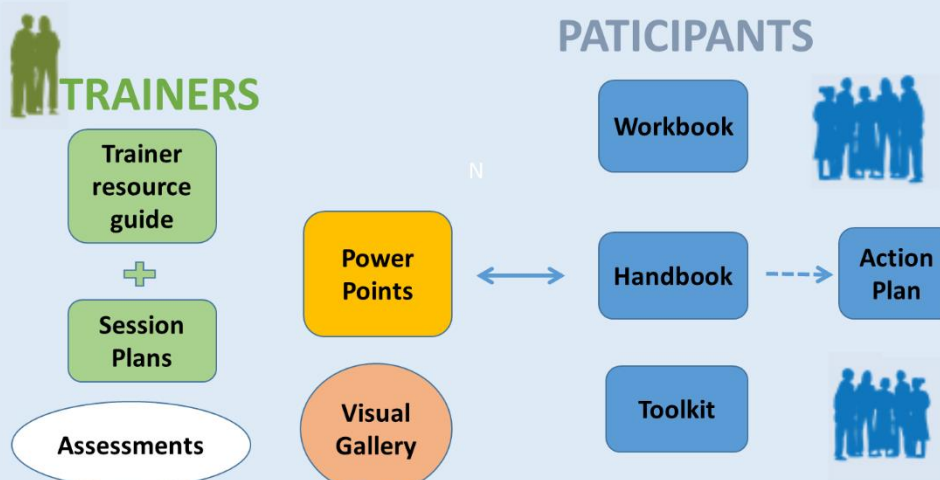 PATICIPANTS
TRAINERS
Trainer
resource
guide
Session
Plans
Assessments
N
Power
Points
Visual
Gallery
Workbook
Handbook
Toolkit
Action
Plan